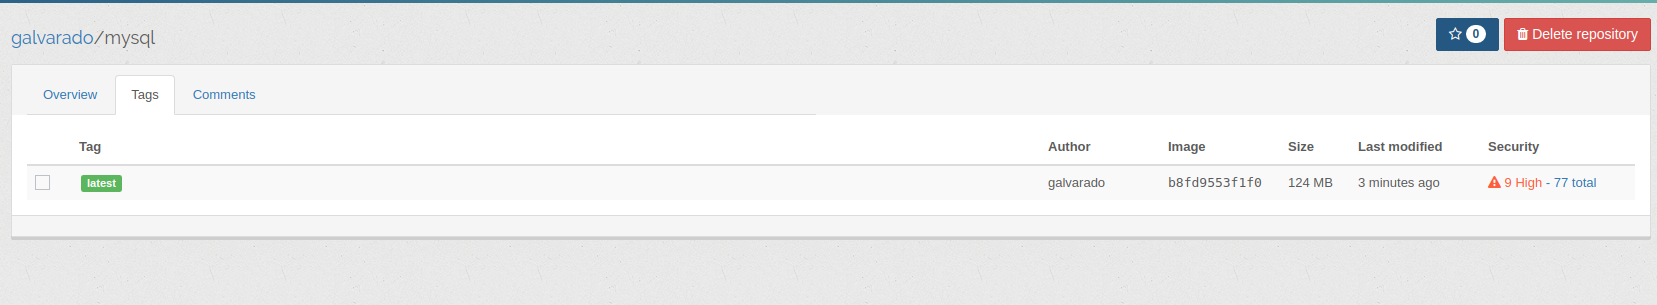 galvarado/mysql
0 Delete repository
Overview Tags Comments
Tag Author Image Size Last modified Security
latest galvarado b8fd9553f1f0 124 MB 3 minutes ago 9 High - 77 total